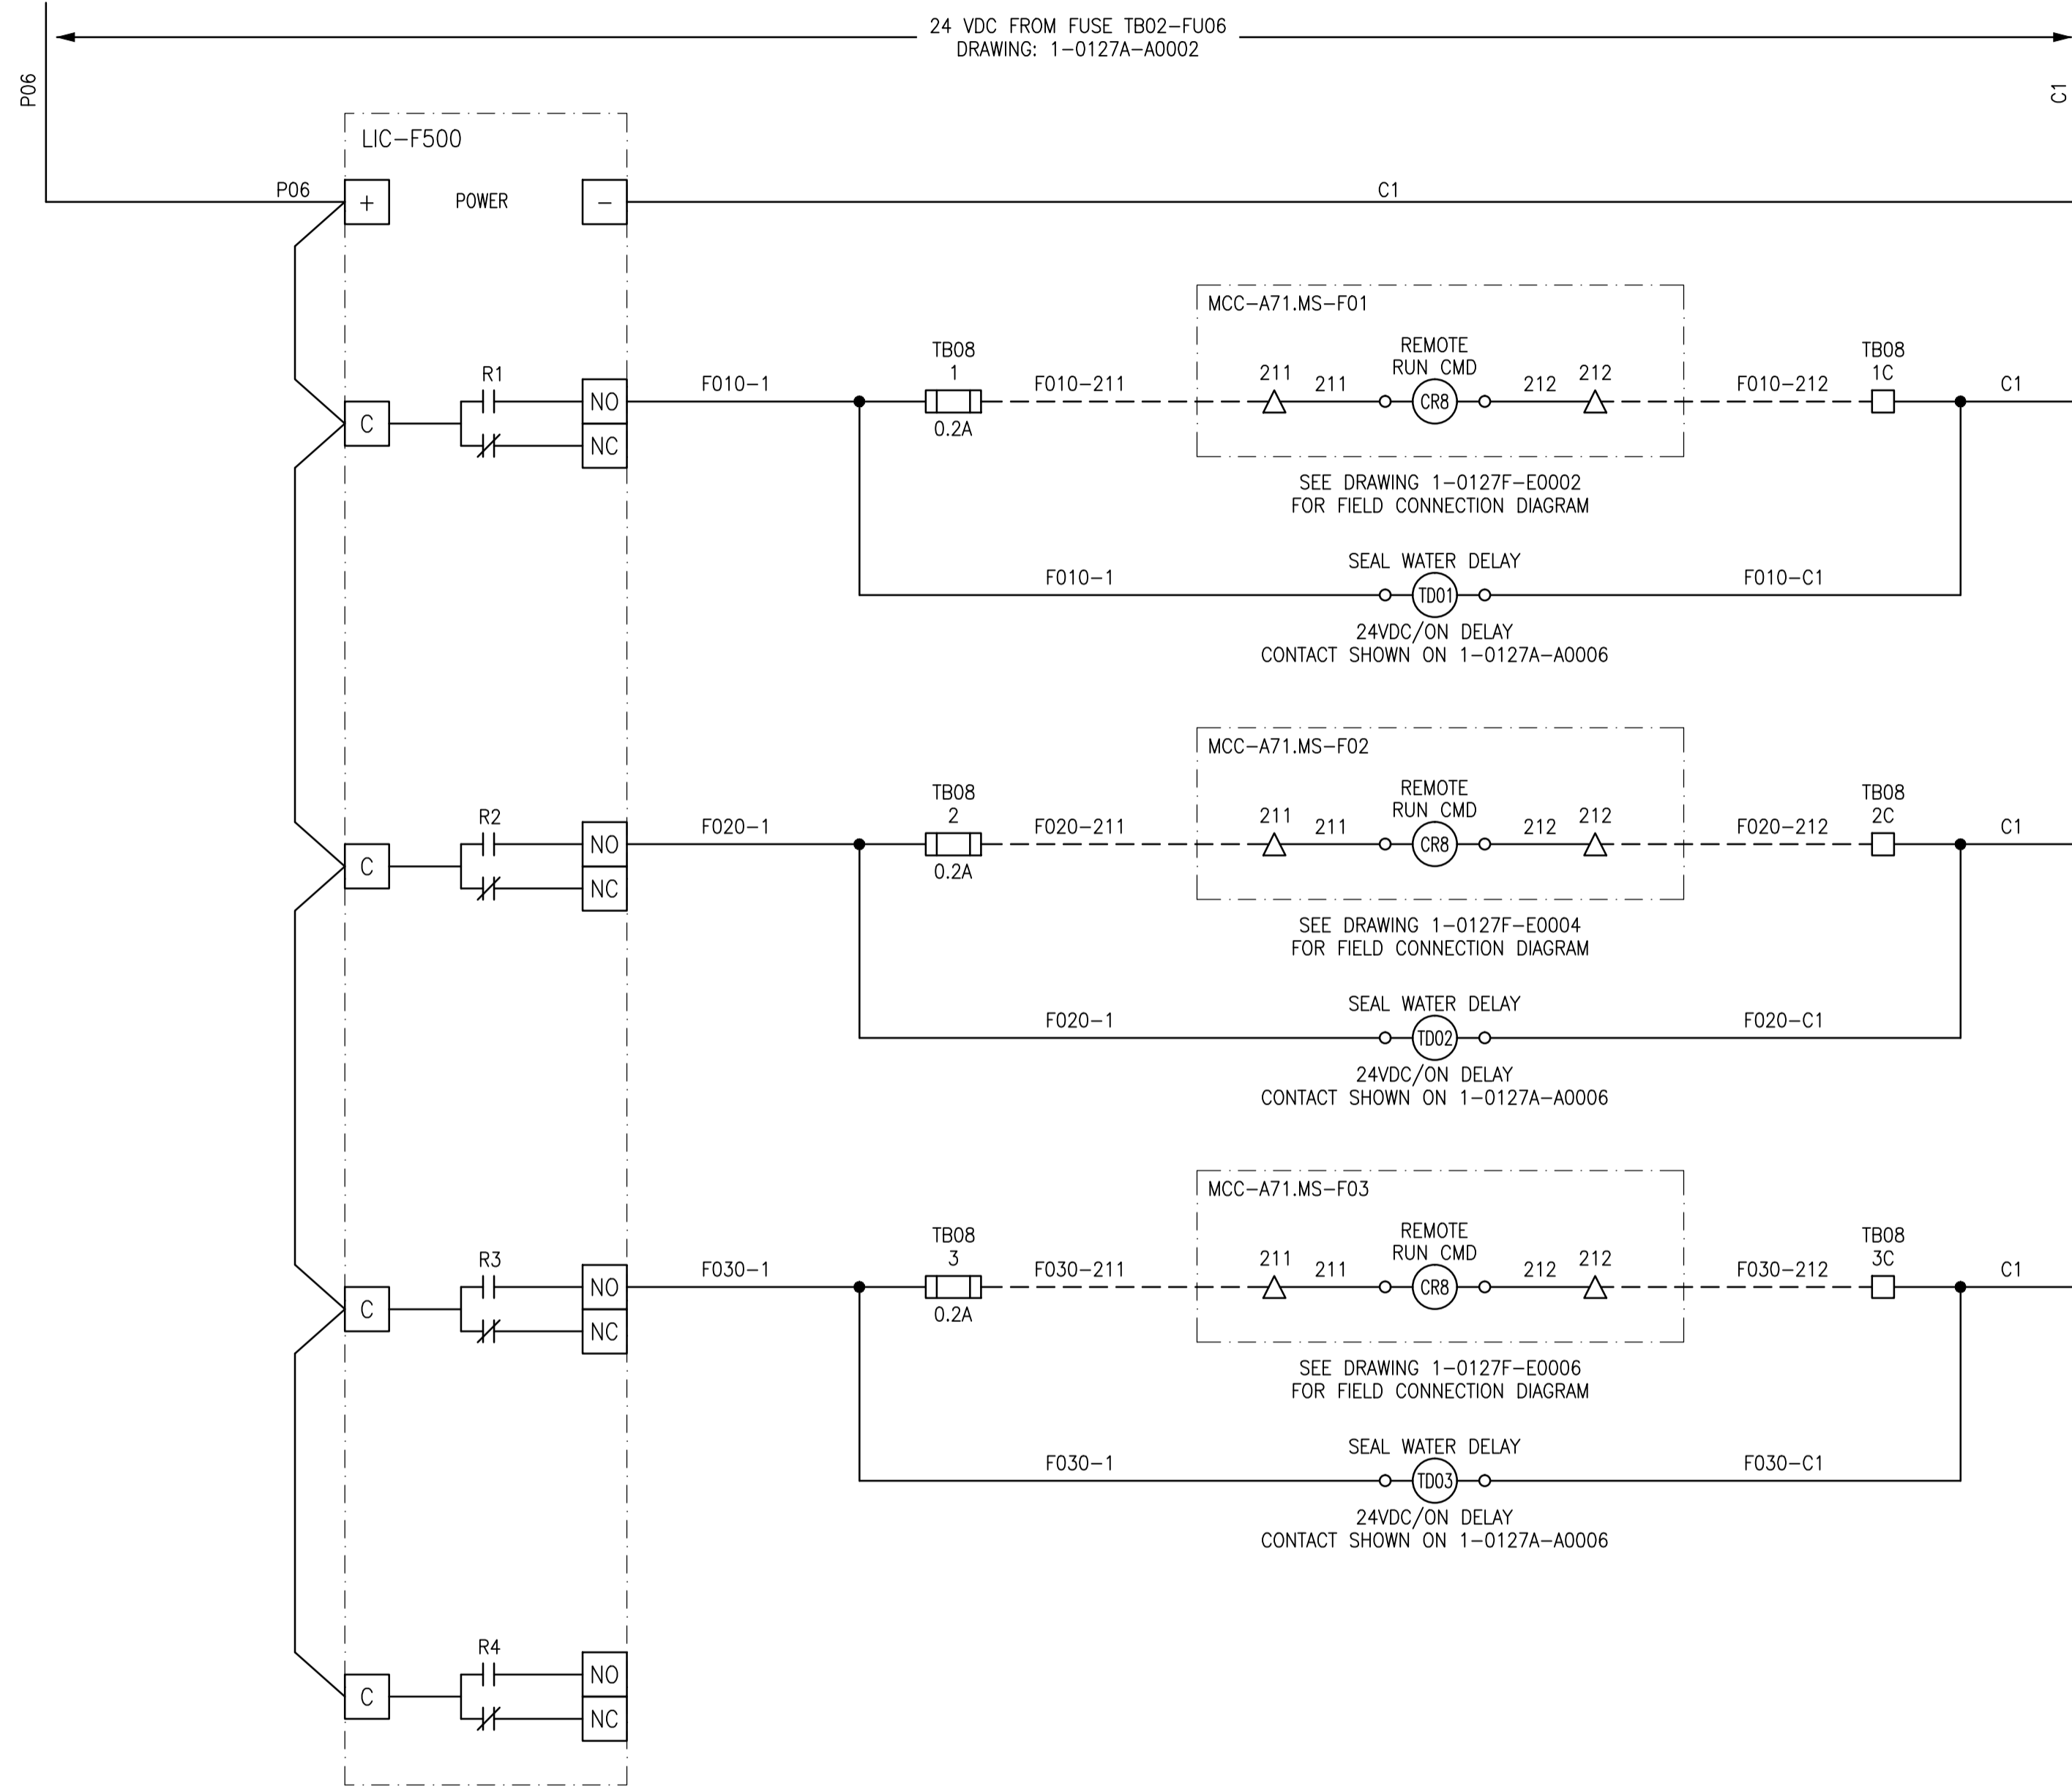 24 VDC FROM FUSE TB02-FU06
DRAWING: 1-0127A-A0002
P06
C1
LIC-F500
P06
+
POWER
-
C1
MCC-A71.MS-F01
R1
C
NO
NC
F010-1
TB08
1
0.2A
F010-211
211
211
REMOTE
RUN CMD
CR8
212
212
F010-212
TB08
1C
C1
SEE DRAWING 1-0127F-E0002
FOR FIELD CONNECTION DIAGRAM
F010-1
SEAL WATER DELAY
TD01
F010-C1
24VDC/ON DELAY
CONTACT SHOWN ON 1-0127A-A0006
MCC-A71.MS-F02
R2
C
NO
NC
F020-1
TB08
2
0.2A
F020-211
211
211
REMOTE
RUN CMD
CR8
212
212
F020-212
TB08
2C
C1
SEE DRAWING 1-0127F-E0004
FOR FIELD CONNECTION DIAGRAM
F020-1
SEAL WATER DELAY
TD02
F020-C1
24VDC/ON DELAY
CONTACT SHOWN ON 1-0127A-A0006
MCC-A71.MS-F03
R3
C
NO
NC
F030-1
TB08
3
0.2A
F030-211
211
211
REMOTE
RUN CMD
CR8
212
212
F030-212
TB08
3C
C1
SEE DRAWING 1-0127F-E0006
FOR FIELD CONNECTION DIAGRAM
F030-1
SEAL WATER DELAY
TD03
F030-C1
24VDC/ON DELAY
CONTACT SHOWN ON 1-0127A-A0006
R4
C
NO
NC